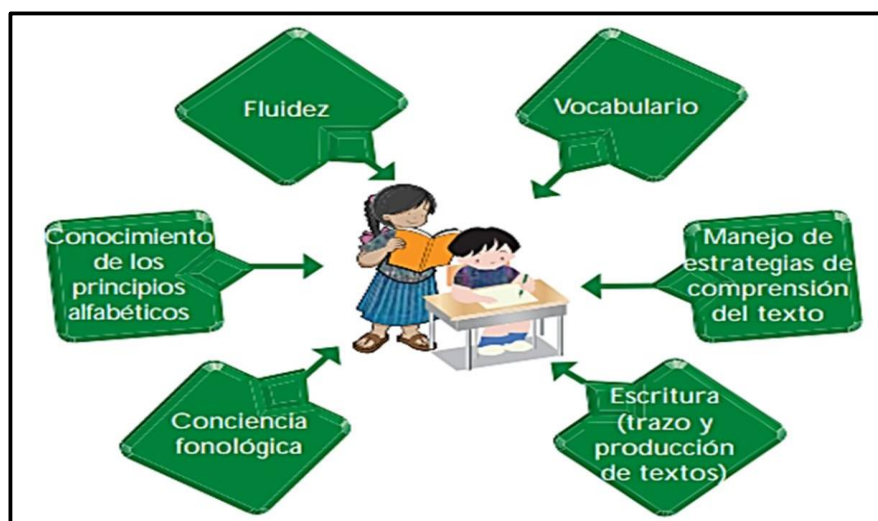 Fluidez
Vocabulario
Conocimiento
de los
principios
alfabéticos
Manejo de
estrategias de
comprensión
del texto
Conciencia
fonológica
Escritura
(trazo y
producción
de textos)